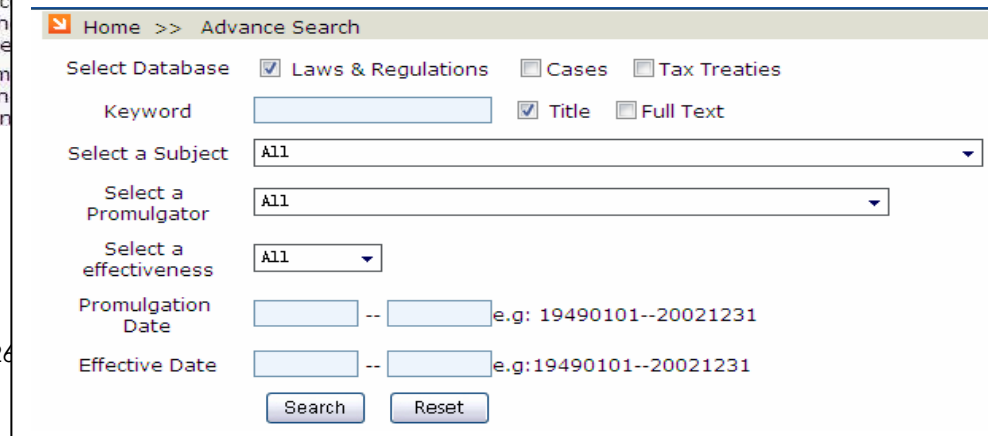 Home >> Advance Search
Select Database Laws & Regulations Cases Tax Treaties
Keyword Title Full Text
Select a Subject All
Select a
Promulgator All
Select a
effectiveness All
Promulgation
Date -- e.g: 19490101--20021231
Effective Date -- e.g:19490101--20021231
Search Reset